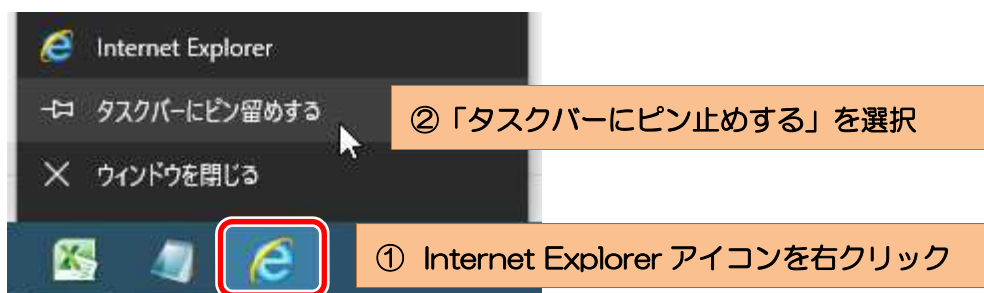 Internet Explorer
タスクバーにピン留めする
②「タスクバーにピン止めする」を選択
ウィンドウを閉じる
① Internet Explorer アイコンを右クリック